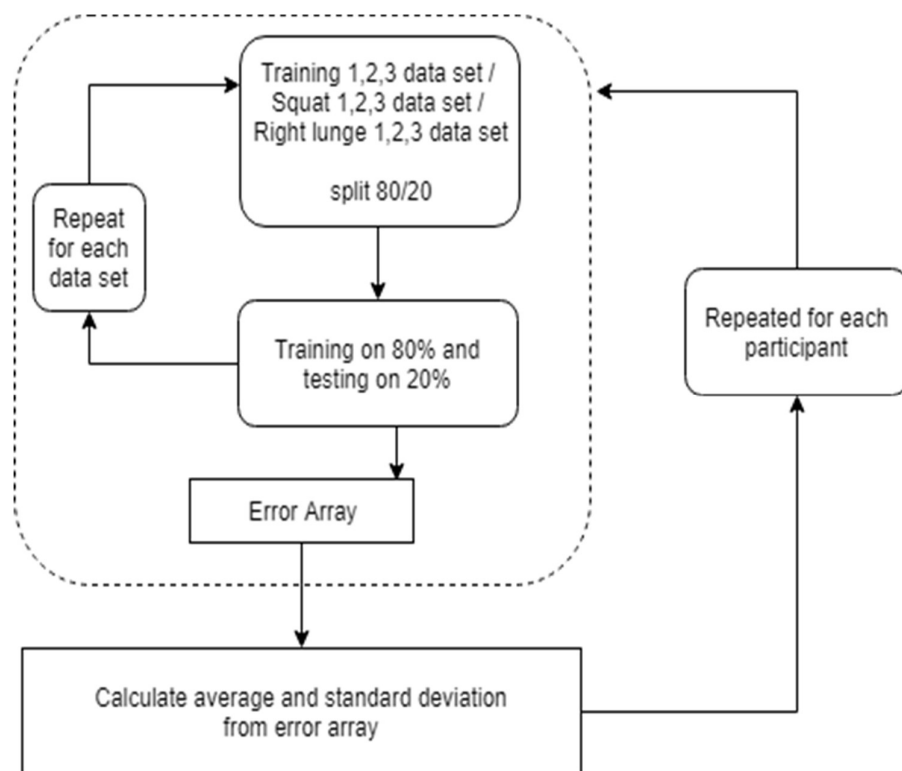 Training 1,2,3 data set /
Squat 1,2,3 data set /
Right lunge 1,2,3 data set
split 80/20
Repeat
for each
data set
Training on 80% and
testing on 20%
Repeated for each
participant
Error Array
Calculate average and standard deviation
from error array